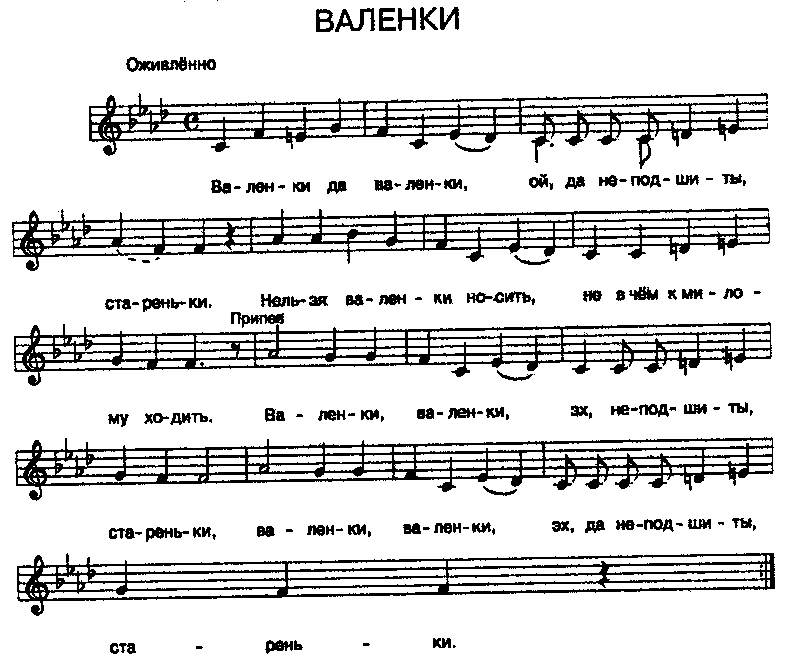 ВАЛЕНКИ
Оживлённо
Ва-лен-ки да ва-лен-ки, ой, да не-под-ши-ты,
ста-рень-ки. Нель-зя ва-лен-ки но-сить, не в чём к ми-ло-
Припев
му хо-дить. Ва-лен-ки, ва-лен-ки, эх, не-под-ши-ты,
ста-рень-ки, ва-лен-ки, ва-лен-ки, эх, да не-под-ши-ты,
ста-рень-ки.